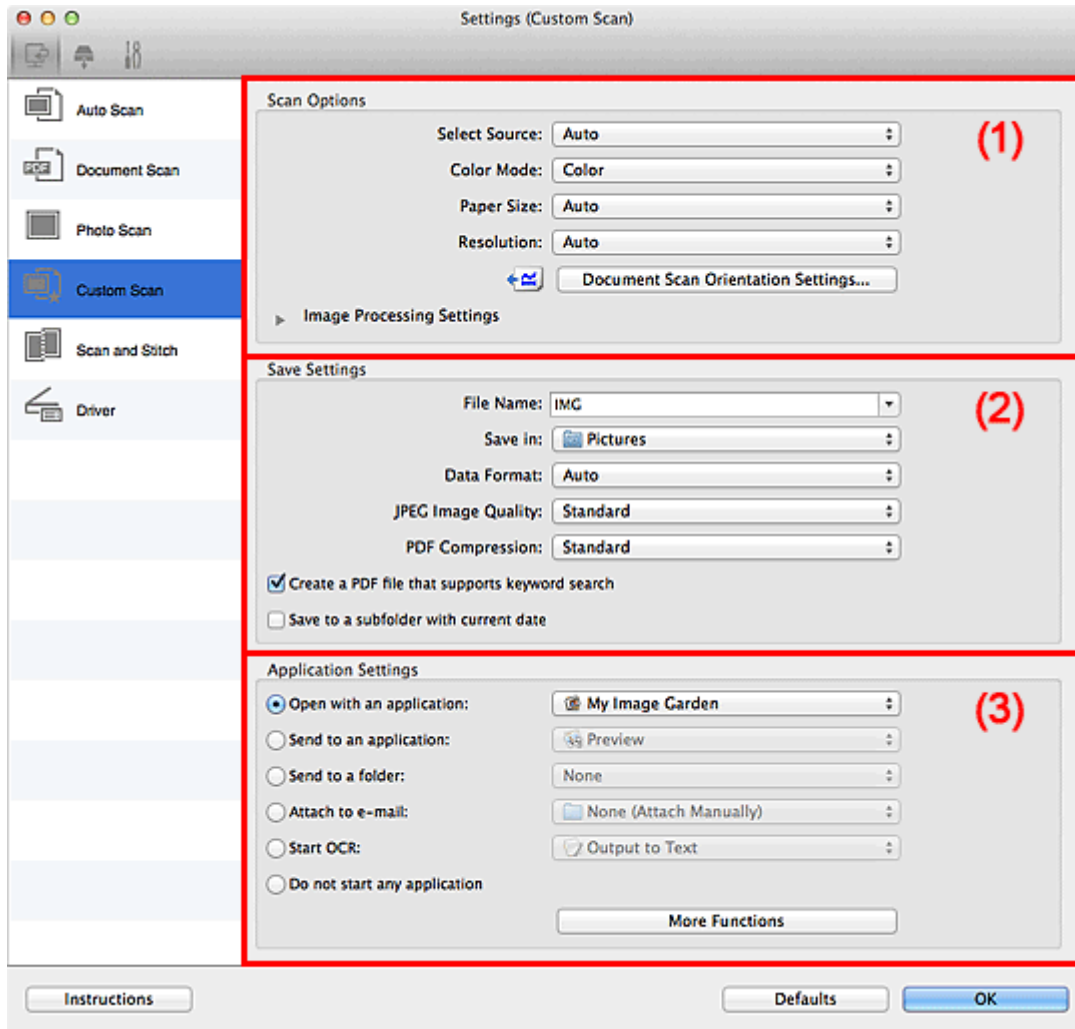 Settings (Custom Scan)
Auto Scan
Document Scan
Photo Scan
Custom Scan
Scan and Stitch
Driver
Scan Options
(1)
Select Source: Auto
Color Mode: Color
Paper Size: Auto
Resolution: Auto
Document Scan Orientation Settings...
Image Processing Settings
Save Settings
(2)
File Name: IMG
Save in: Pictures
Data Format: Auto
JPEG Image Quality: Standard
PDF Compression: Standard
Create a PDF file that supports keyword search
Save to a subfolder with current date
Application Settings
(3)
Open with an application: My Image Garden
Send to an application: Preview
Send to a folder: None
Attach to e-mail: None (Attach Manually)
Start OCR: Output to Text
Do not start any application
More Functions
Instructions Defaults OK